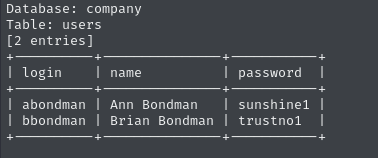 Database: company
Table: users
[2 entries]
+----------+---------------+-----------+
| login    | name          | password  |
+----------+---------------+-----------+
| abondman | Ann Bondman   | sunshine1 |
| bbondman | Brian Bondman | trustno1  |
+----------+---------------+-----------+